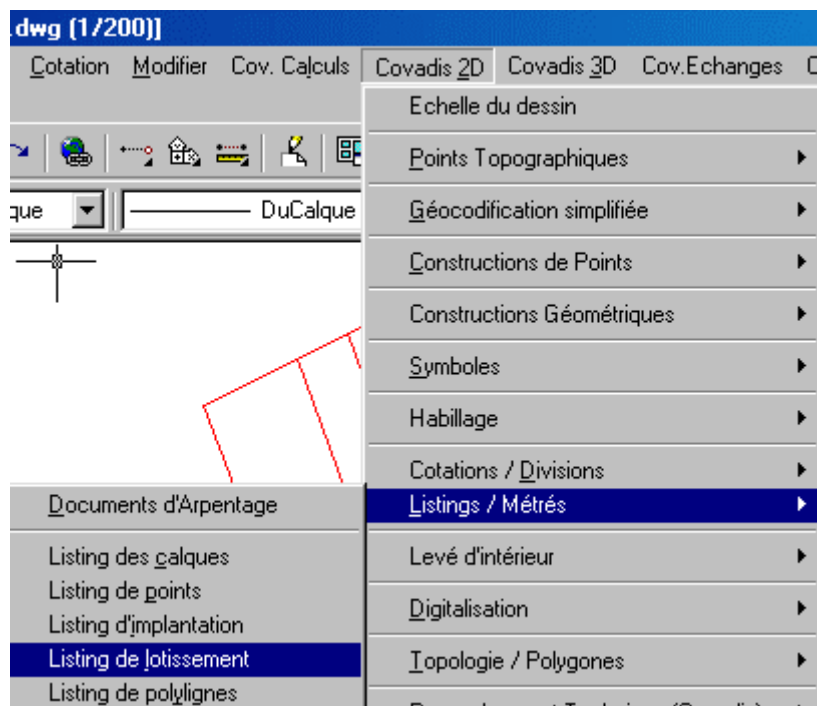 .dwg (1/200)]
Cotation Modifier Cov. Calculs Covadis 2D Covadis 3D Cov.Echanges
Echelle du dessin
Points Topographiques
que DuCalque
Géocodification simplifiée
Constructions de Points
Constructions Géométriques
Symboles
Habillage
Cotations / Divisions
Listings / Métrés
Levé d'intérieur
Digitalisation
Topologie / Polygones
Documents d'Arpentage
Listing des calques
Listing de points
Listing d'implantation
Listing de lotissement
Listing de polylignes